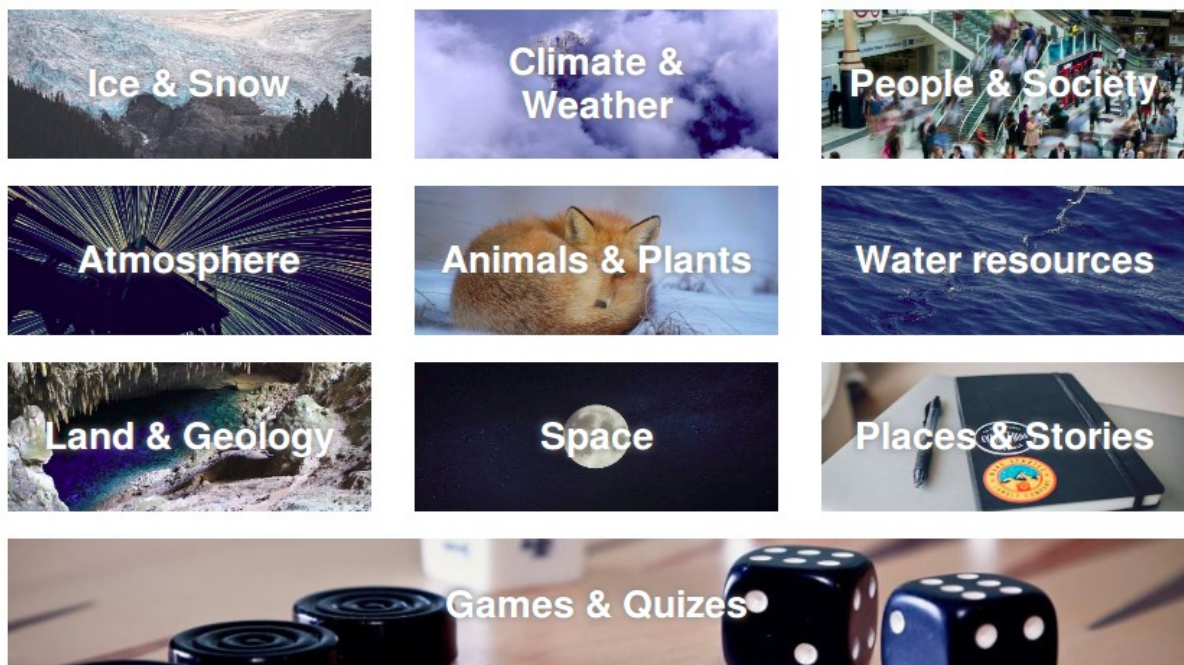 Ice & Snow
Climate &
Weather
People & Society
Atmosphere
Animals & Plants
Water resources
Land & Geology
Space
Places & Stories
Games & Quizes